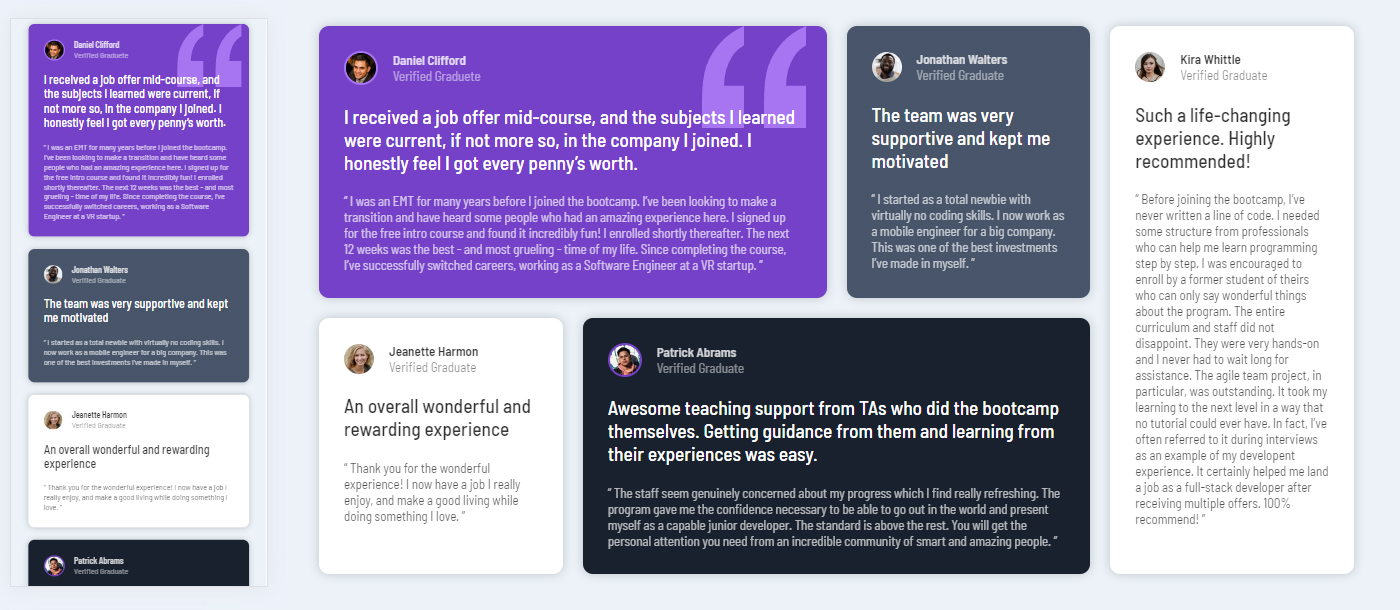 Daniel Clifford
Verified Graduate
I received a job offer mid-course, and
the subjects I learned were current, if
not more so, in the company I joined. I
honestly feel I got every penny’s worth.
“ I was an EMT for many years before I joined the bootcamp.
I’ve been looking to make a transition and have heard some
people who had an amazing experience here. I signed up for
the free intro course and found it incredibly fun! I enrolled
shortly thereafter. The next 12 weeks was the best - and most
grueling - time of my life. Since completing the course, I’ve
successfully switched careers, working as a Software
Engineer at a VR startup. ”
Jonathan Walters
Verified Graduate
The team was very supportive and kept
me motivated
“ I started as a total newbie with virtually no coding skills. I
now work as a mobile engineer for a big company. This was
one of the best investments I’ve made in myself. ”
Jeanette Harmon
Verified Graduate
An overall wonderful and rewarding
experience
“ Thank you for the wonderful experience! I now have a job I
really enjoy, and make a good living while doing something I
love. ”
Patrick Abrams
Verified Graduate
Daniel Clifford
Verified Graduete
I received a job offer mid-course, and the subjects I learned
were current, if not more so, in the company I joined. I
honestly feel I got every penny’s worth.
“ I was an EMT for many years before I joined the bootcamp. I’ve been looking to make a
transition and have heard some people who had an amazing experience here. I signed up
for the free intro course and found it incredibly fun! I enrolled shortly thereafter. The next
12 weeks was the best - and most grueling - time of my life. Since completing the course,
I’ve successfully switched careers, working as a Software Engineer at a VR startup. ”
Jonathan Walters
Verified Graduate
The team was very
supportive and kept me
motivated
“ I started as a total newbie with
virtually no coding skills. I now work as
a mobile engineer for a big company.
This was one of the best investments
I’ve made in myself. ”
Kira Whittle
Verified Graduate
Such a life-changing
experience. Highly
recommended!
“ Before joining the bootcamp, I’ve
never written a line of code. I needed
some structure from professionals
who can help me learn programming
step by step. I was encouraged to
enroll by a former student of theirs
who can only say wonderful things
about the program. The entire
curriculum and staff did not
disappoint. They were very hands-on
and I never had to wait long for
assistance. The agile team project, in
particular, was outstanding. It took my
learning to the next level in a way that
no tutorial could ever have. In fact, I’ve
often referred to it during interviews
as an example of my developent
experience. It certainly helped me land
a job as a full-stack developer after
receiving multiple offers. 100%
recommend! ”
Jeanette Harmon
Verified Graduate
An overall wonderful and
rewarding experience
“ Thank you for the wonderful
experience! I now have a job I really
enjoy, and make a good living while
doing something I love. ”
Patrick Abrams
Verified Graduate
Awesome teaching support from TAs who did the bootcamp
themselves. Getting guidance from them and learning from
their experiences was easy.
“ The staff seem genuinely concerned about my progress which I find really refreshing. The
program gave me the confidence necessary to be able to go out in the world and present
myself as a capable junior developer. The standard is above the rest. You will get the
personal attention you need from an incredible community of smart and amazing people. ”